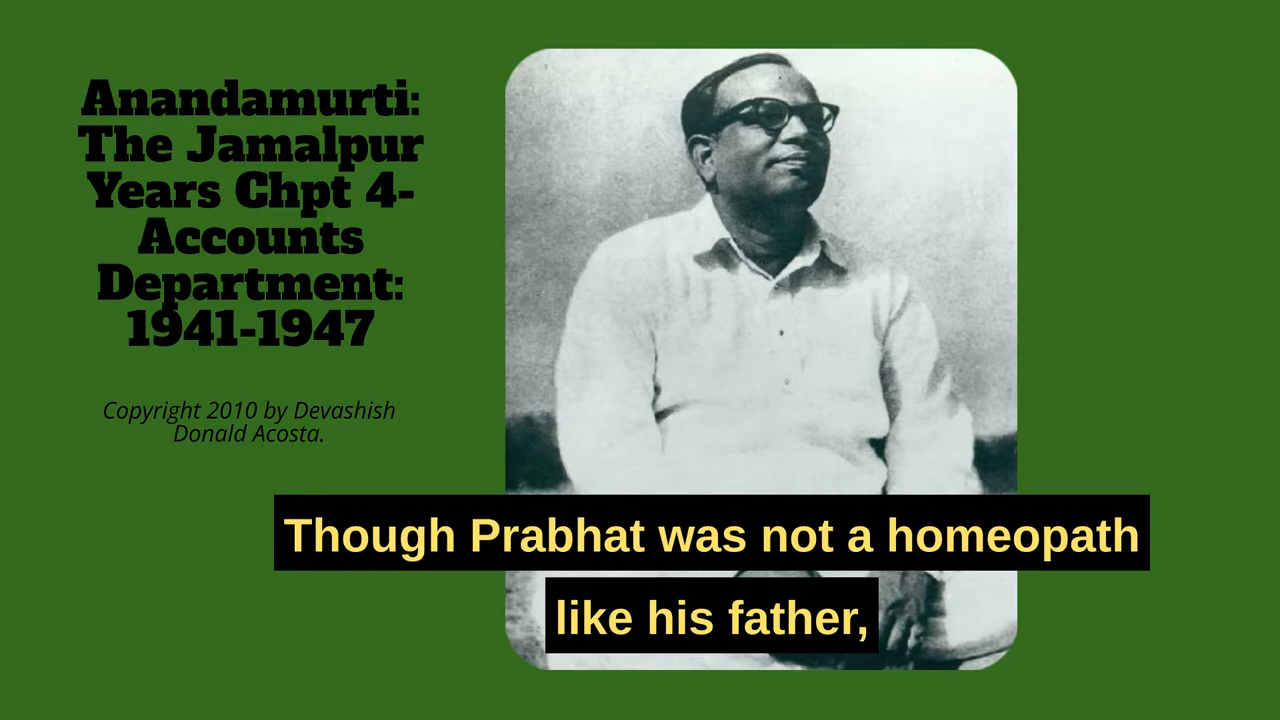 Anandamurti:
The Jamalpur
Years Chpt 4-
Accounts
Department:
1941-1947
Copyright 2010 by Devashish
Donald Acosta.
Though Prabhat was not a homeopath
like his father,